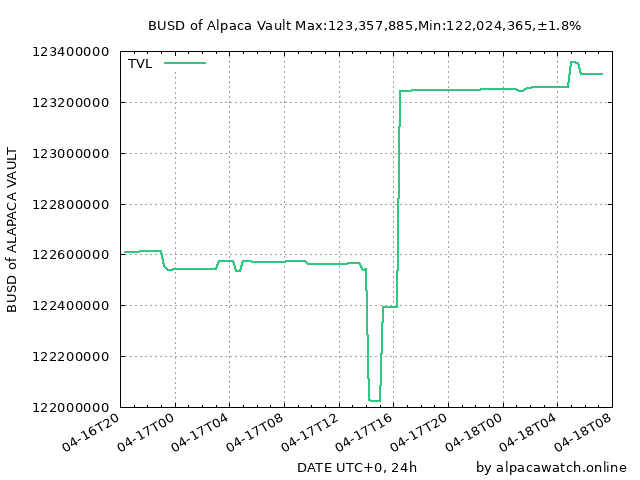 BUSD of Alpaca Vault Max:123,357,885,Min:122,024,365,±1.8%
TVL
123400000
123200000
123000000
122800000
122600000
122400000
122200000
122000000
BUSD of ALAPACA VAULT
04-16T20
04-17T00
04-17T04
04-17T08
04-17T12
04-17T16
04-17T20
04-18T00
04-18T04
04-18T08
DATE UTC+0, 24h
by alpacawatch.online